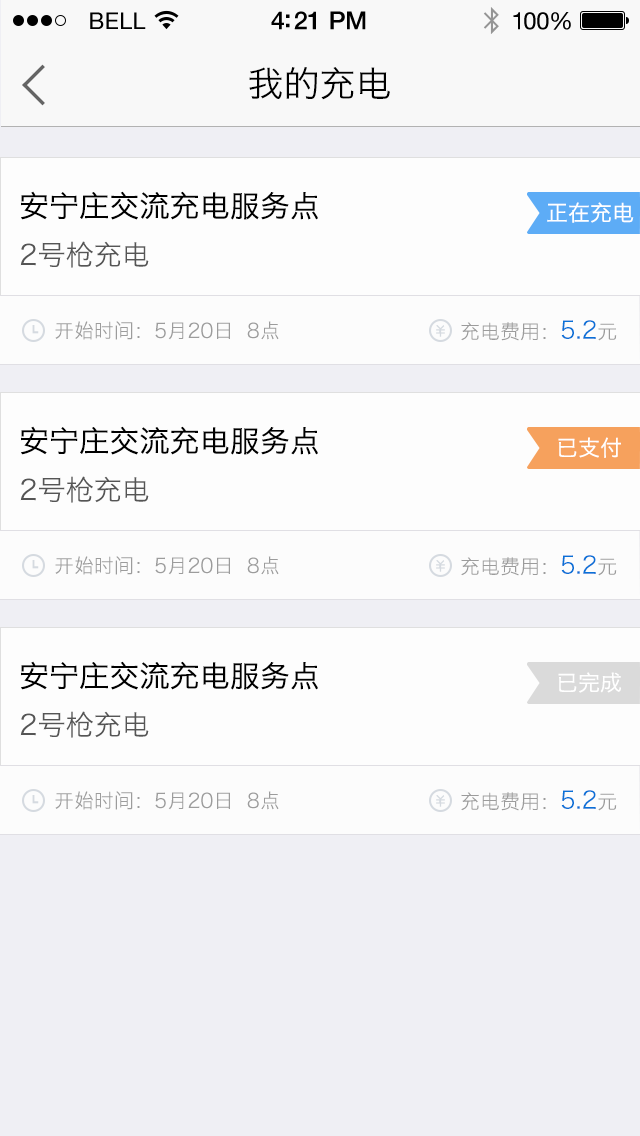 BELL 4:21 PM 100%
我的充电
安宁庄交流充电服务点
正在充电
2号枪充电
开始时间：5月20日 8点 充电费用：5.2元
安宁庄交流充电服务点
已支付
2号枪充电
开始时间：5月20日 8点 充电费用：5.2元
安宁庄交流充电服务点
已完成
2号枪充电
开始时间：5月20日 8点 充电费用：5.2元